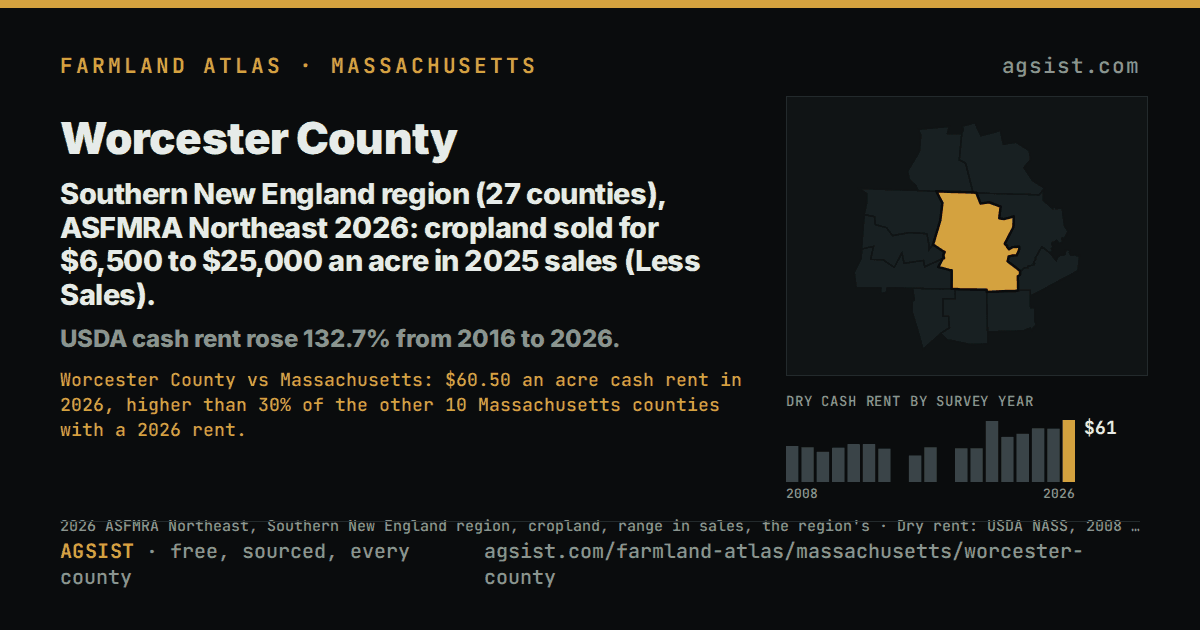 FARMLAND ATLAS · MASSACHUSETTS
agsist.com
Worcester County
Southern New England region (27 counties),
ASFMRA Northeast 2026: cropland sold for
$6,500 to $25,000 an acre in 2025 sales (Less
Sales).
USDA cash rent rose 132.7% from 2016 to 2026.
Worcester County vs Massachusetts: $60.50 an acre cash rent in
2026, higher than 30% of the other 10 Massachusetts counties
with a 2026 rent.
DRY CASH RENT BY SURVEY YEAR
$61
2008
2026
2026 ASFMRA Northeast, Southern New England region, cropland, range in sales, the region's · Dry rent: USDA NASS, 2008 …
AGSIST · free, sourced, every
county
agsist.com/farmland-atlas/massachusetts/worcester-
county